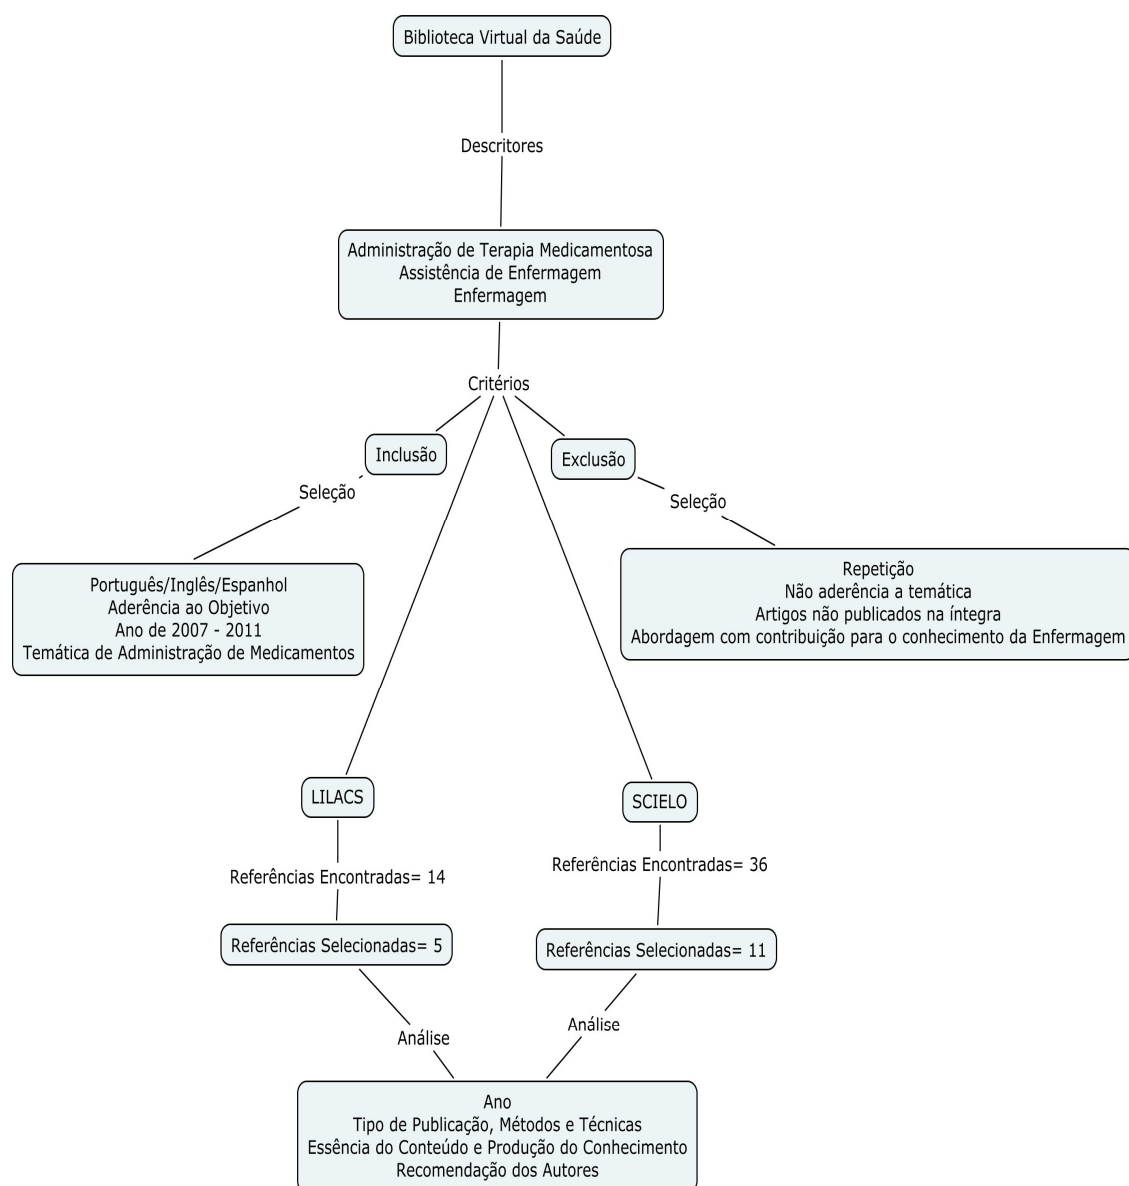 Biblioteca Virtual da Saúde
Descritores
Administração de Terapia Medicamentosa
Assistência de Enfermagem
Enfermagem
Critérios
Inclusão
Exclusão
Seleção
Seleção
Português/Inglês/Espanhol
Aderência ao Objetivo
Ano de 2007 - 2011
Temática de Administração de Medicamentos
Repetição
Não aderência a temática
Artigos não publicados na íntegra
Abordagem com contribuição para o conhecimento da Enfermagem
LILACS
SCIELO
Referências Encontradas= 14
Referências Encontradas= 36
Referências Selecionadas= 5
Referências Selecionadas= 11
Análise
Análise
Ano
Tipo de Publicação, Métodos e Técnicas
Essência do Conteúdo e Produção do Conhecimento
Recomendação dos Autores